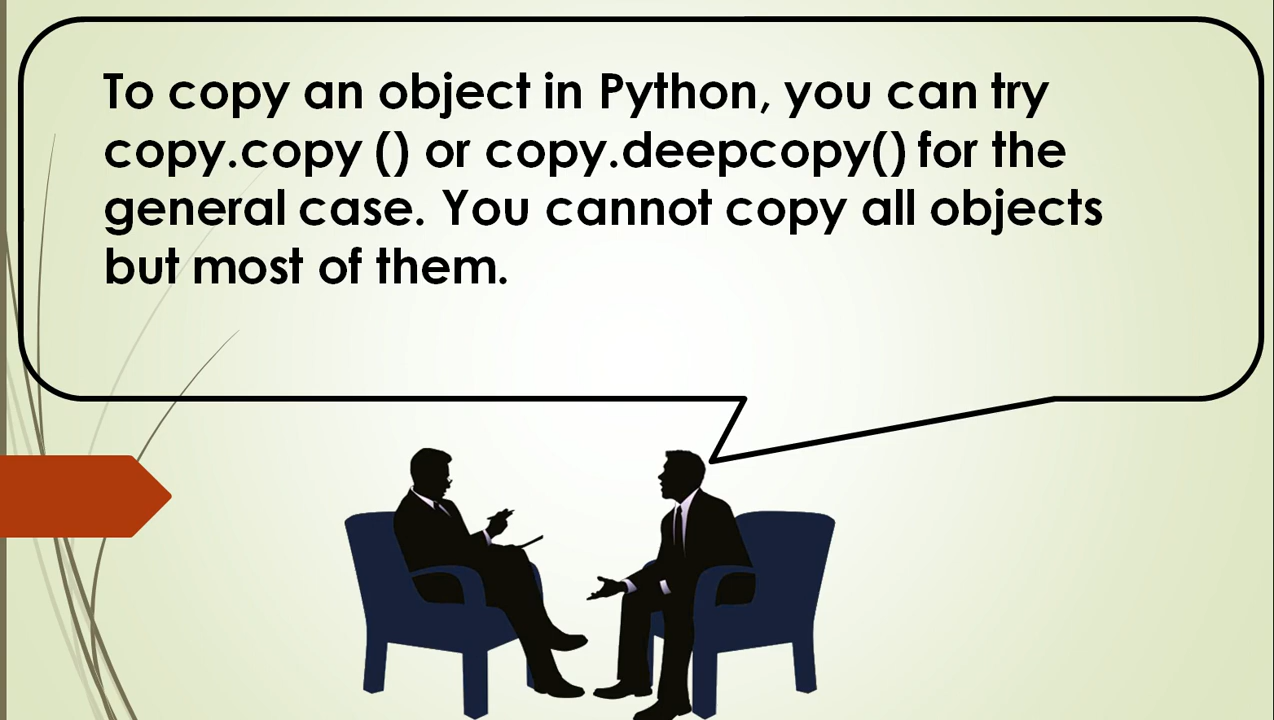 To copy an object in Python, you can try
copy.copy () or copy.deepcopy() for the
general case. You cannot copy all objects
but most of them.